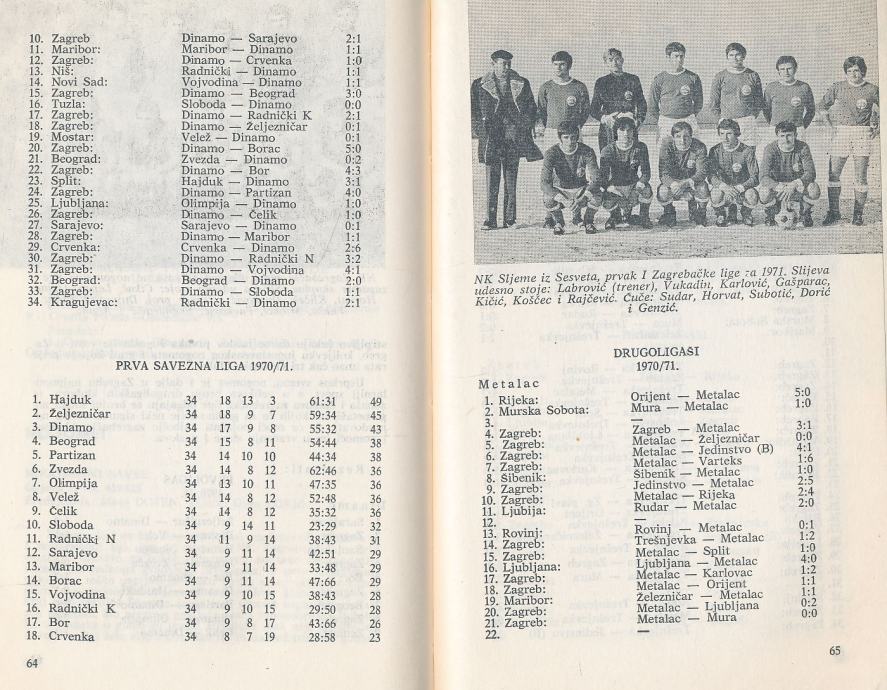 10. Zagreb Dinamo — Sarajevo 2:1
11. Maribor: Maribor — Dinamo 1:1
12. Zagreb: Dinamo — Crvenka 1:0
13. Niš: Radnički — Dinamo 1:1
14. Novi Sad: Vojvodina — Dinamo 1:1
15. Zagreb: Dinamo — Beograd 3:0
16. Tuzla: Sloboda — Dinamo 0:0
17. Zagreb: Dinamo — Radnički K 2:1
18. Zagreb: Dinamo — Željezničar 0:1
19. Mostar: Velež — Dinamo 0:1
20. Zagreb: Dinamo — Borac 5:0
21. Beograd: Zvezda — Dinamo 0:2
22. Zagreb: Dinamo — Bor 4:3
23. Split: Hajduk — Dinamo 3:1
24. Zagreb: Dinamo — Partizan 4:0
25. Ljubljana: Olimpija — Dinamo 1:0
26. Zagreb: Dinamo — Čelik 1:0
27. Sarajevo: Sarajevo — Dinamo 0:1
28. Zagreb: Dinamo — Maribor 1:1
29. Crvenka: Crvenka — Dinamo 2:6
30. Zagreb: Dinamo — Radnički N 3:2
31. Zagreb: Dinamo — Vojvodina 4:1
32. Beograd: Beograd — Dinamo 2:0
33. Zagreb: Dinamo — Sloboda 1:1
34. Kragujevac: Radnički — Dinamo 2:1
PRVA SAVEZNA LIGA 1970/71.
1. Hajduk 34 18 13 3 61:31 49
2. Željezničar 34 18 9 7 59:34 45
3. Dinamo 34 17 9 8 55:32 43
4. Beograd 34 15 8 11 54:44 38
5. Partizan 34 14 10 10 44:34 38
6. Zvezda 34 14 8 12 62:46 36
7. Olimpija 34 13 10 11 47:35 36
8. Velež 34 14 8 12 52:48 36
9. Čelik 34 14 8 12 35:32 36
10. Sloboda 34 9 14 11 23:29 32
11. Radnički N 34 11 9 14 38:43 31
12. Sarajevo 34 9 11 14 42:51 29
13. Maribor 34 9 11 14 33:48 29
14. Borac 34 9 11 14 47:66 29
15. Vojvodina 34 9 10 15 38:43 28
16. Radnički K 34 9 10 15 29:50 28
17. Bor 34 9 8 17 43:66 26
18. Crvenka 34 8 7 19 28:58 23
64
NK Sljeme iz Sesveta, prvak I Zagrebačke lige za 1971. Slijeva
udesno stoje: Labrović (trener), Vukadin, Karlović, Gašparac,
Kičić, Košćec i Rajčević. Čuče: Sudar, Horvat, Subotić, Dorić
i Genzić.
DRUGOLIGAŠI
1970/71.
Metalac
1. Rijeka: Orijent — Metalac 5:0
2. Murska Sobota: Mura — Metalac 1:0
3. —
4. Zagreb: Zagreb — Metalac 3:1
5. Zagreb: Metalac — Željezničar 0:0
6. Zagreb: Metalac — Jedinstvo (B) 4:1
7. Zagreb: Metalac — Varteks 1:6
8. Šibenik: Šibenik — Metalac 1:0
9. Zagreb: Jedinstvo — Metalac 2:5
10. Zagreb: Metalac — Rijeka 2:4
11. Ljubija: Rudar — Metalac 2:0
12. —
13. Rovinj: Rovinj — Metalac 0:1
14. Zagreb: Trešnjevka — Metalac 1:2
15. Zagreb: Metalac — Split 1:0
16. Ljubljana: Ljubljana — Metalac 4:0
17. Zagreb: Metalac — Karlovac 1:2
18. Zagreb: Metalac — Orijent 1:1
19. Maribor: Železničar — Metalac 1:1
20. Zagreb: Metalac — Ljubljana 0:2
21. Zagreb: Metalac — Mura 0:0
22. —
65